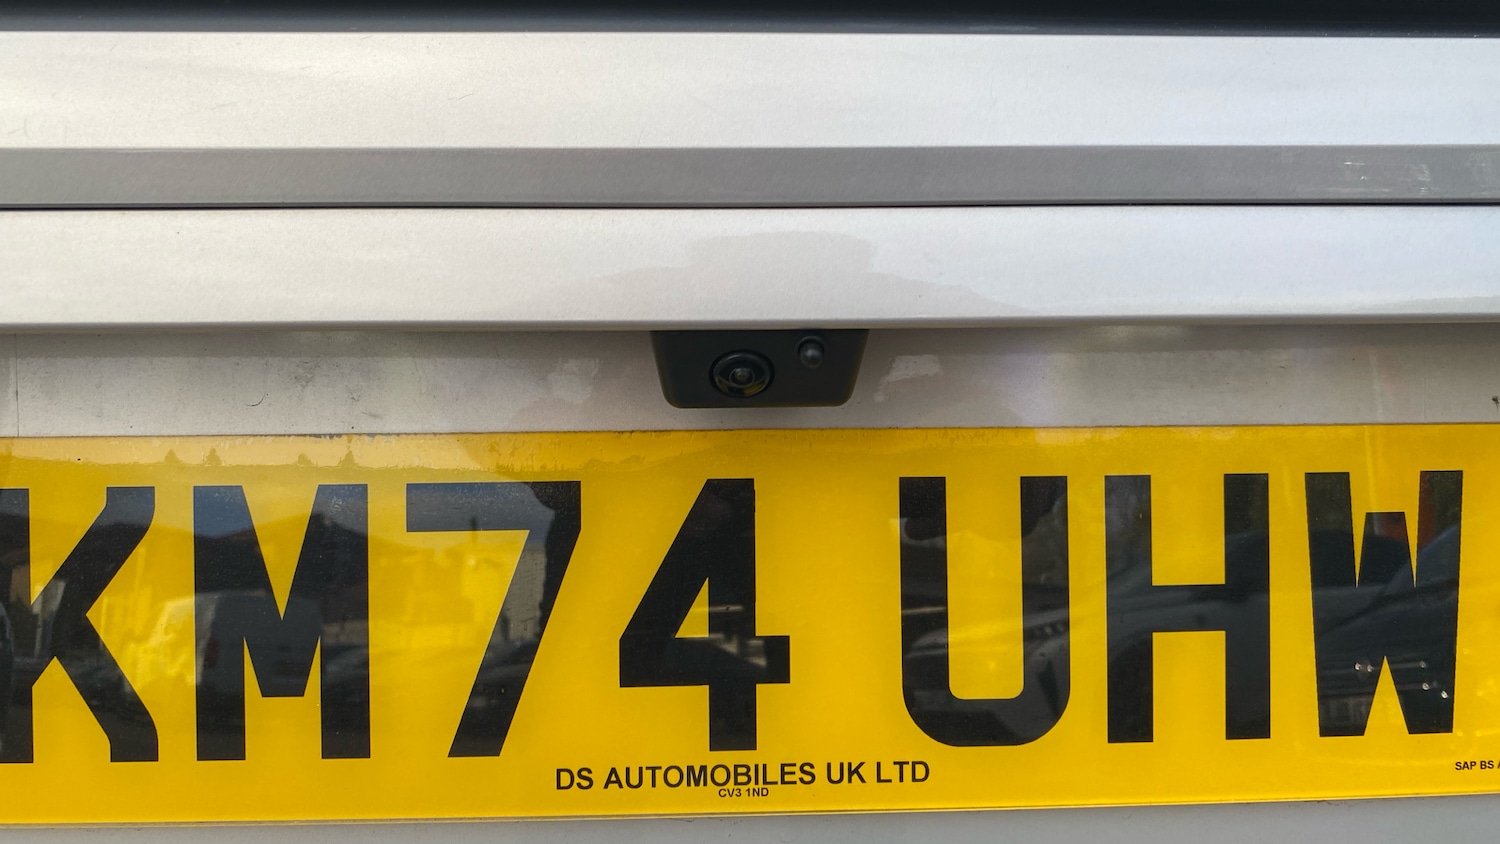 KM74 UHW
DS AUTOMOBILES UK LTD
CV3 1ND
SAP BS